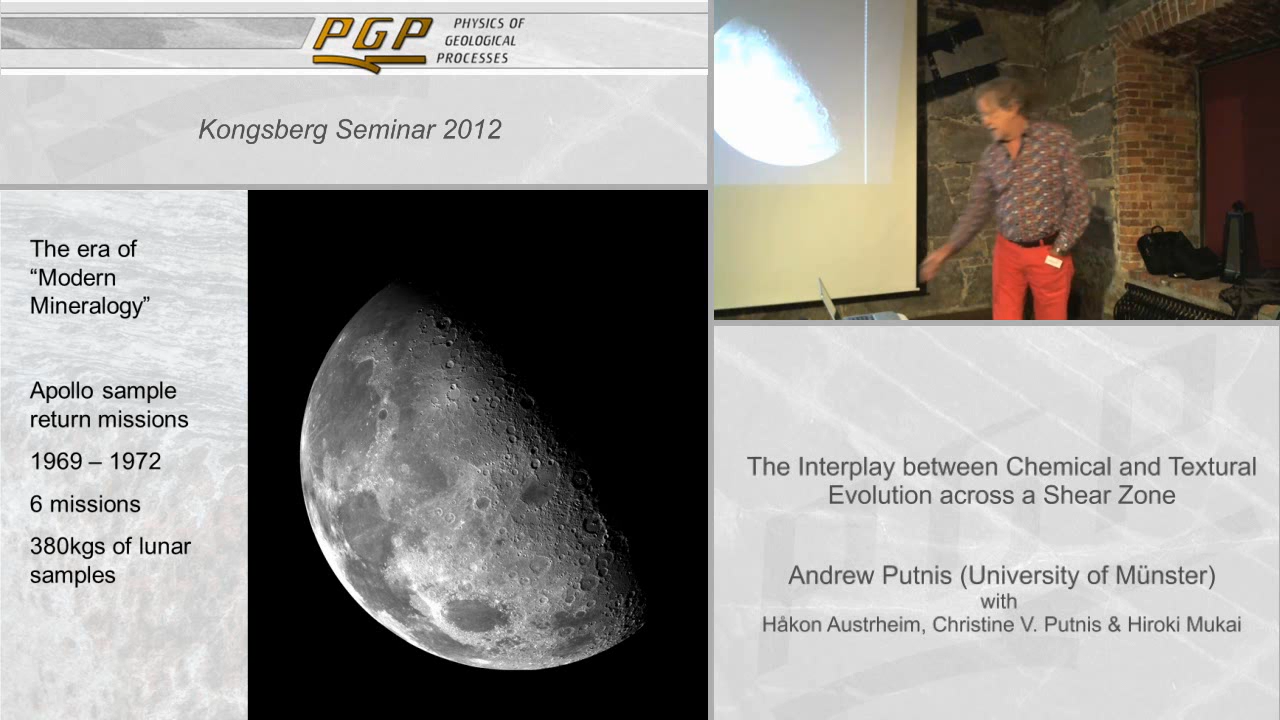 PGP
PHYSICS OF
GEOLOGICAL
PROCESSES
Kongsberg Seminar 2012
The era of
“Modern
Mineralogy”
Apollo sample
return missions
1969 – 1972
6 missions
380kgs of lunar
samples
The Interplay between Chemical and Textural
Evolution across a Shear Zone
Andrew Putnis (University of Münster)
with
Håkon Austrheim, Christine V. Putnis & Hiroki Mukai